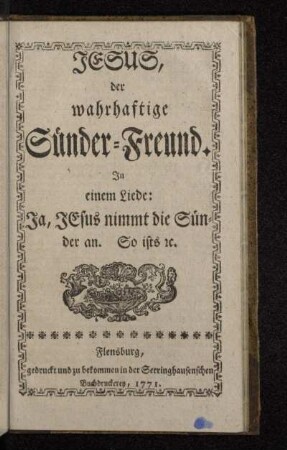 JESUS,
der
wahrhaftige
Sünder-Freund.
In
einem Liede:
Ja, JEsus nimmt die Sün-
der an. So ists ꝛc.
Flensburg,
gedruckt und zu bekommen in der Serringhausenschen
Buchdruckerey, 1771.